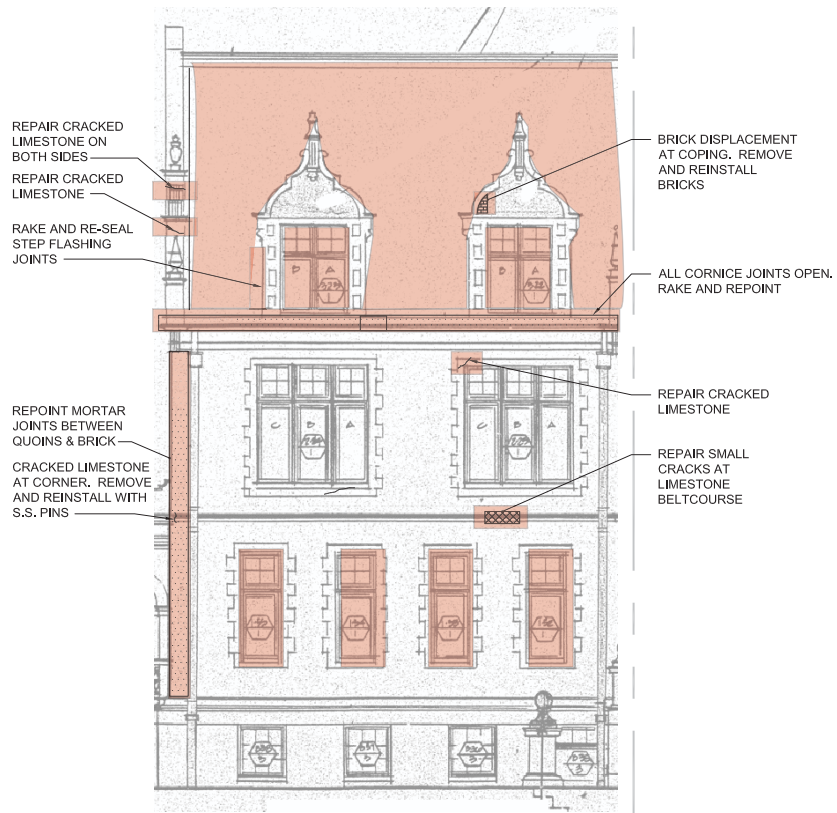 REPAIR CRACKED
LIMESTONE ON
BOTH SIDES
REPAIR CRACKED
LIMESTONE
RAKE AND RE-SEAL
STEP FLASHING
JOINTS
REPOINT MORTAR
JOINTS BETWEEN
QUOINS & BRICK
CRACKED LIMESTONE
AT CORNER. REMOVE
AND REINSTALL WITH
S.S. PINS
BRICK DISPLACEMENT
AT COPING. REMOVE
AND REINSTALL
BRICKS
ALL CORNICE JOINTS OPEN.
RAKE AND REPOINT
REPAIR CRACKED
LIMESTONE
REPAIR SMALL
CRACKS AT
LIMESTONE
BELTCOURSE
B A
B A
C B A
C B A